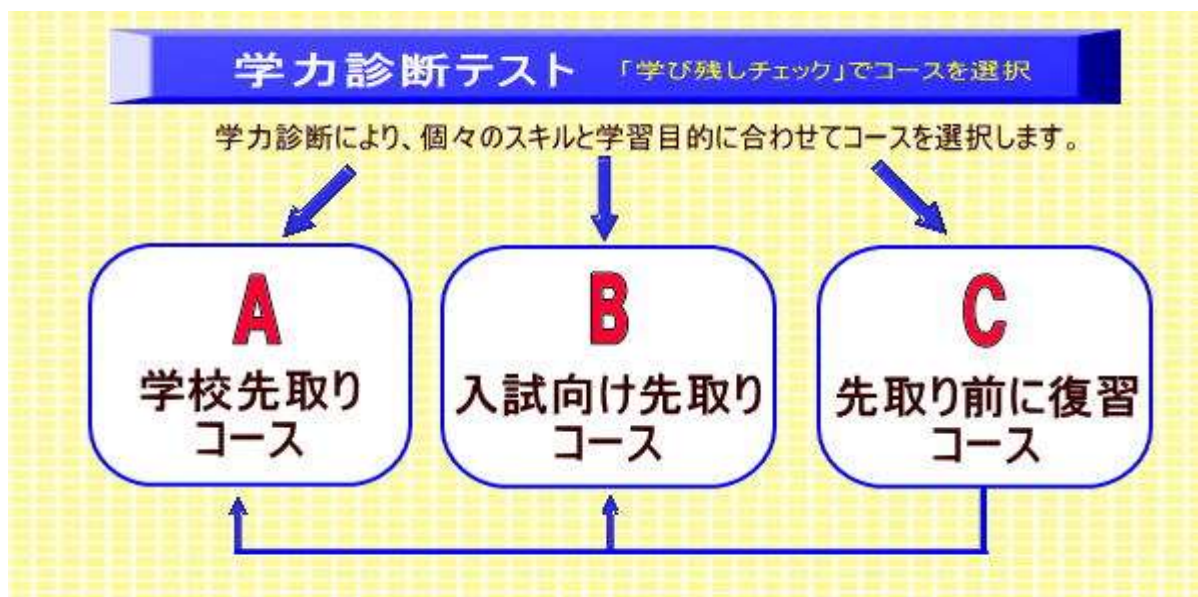 学力診断テスト 「学び残しチェック」でコースを選択
学力診断により、個々のスキルと学習目的に合わせてコースを選択します。
A
学校先取り
コース
B
入試向け先取り
コース
C
先取り前に復習
コース